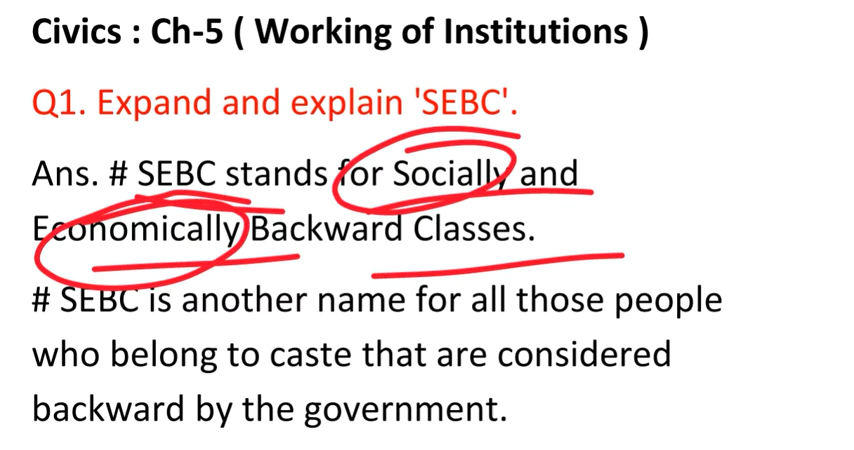 Civics : Ch-5 ( Working of Institutions )
Q1. Expand and explain 'SEBC'.
Ans. # SEBC stands for Socially and
Economically Backward Classes.
# SEBC is another name for all those people
who belong to caste that are considered
backward by the government.